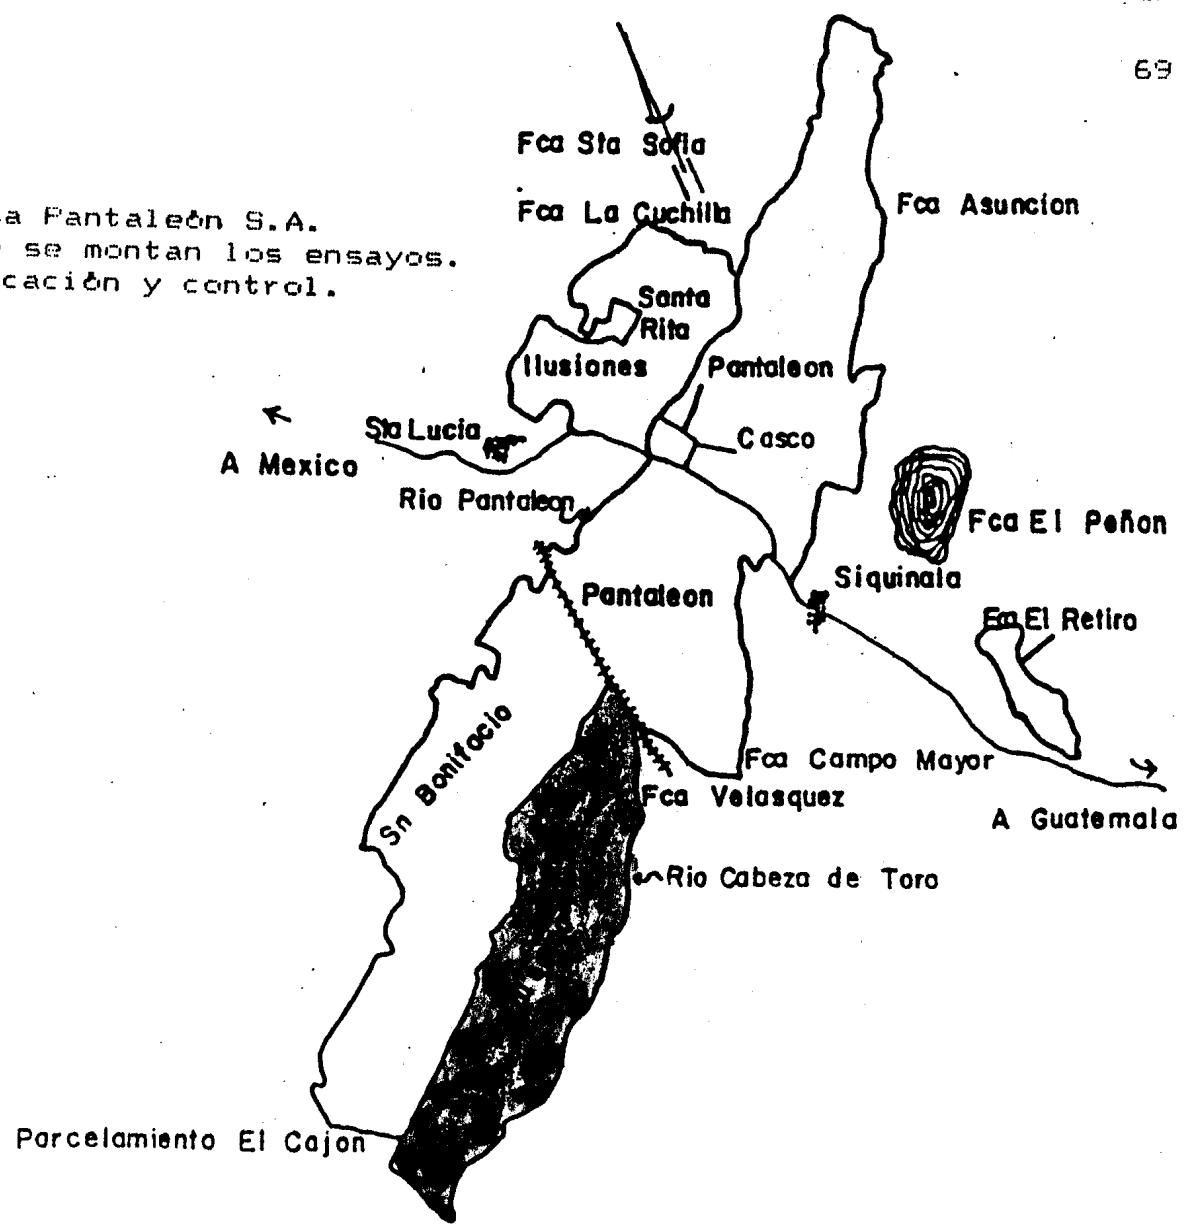 69
Fca Sta Sofia
Fca La Cuchilla
Fca Asuncion
Pantaleón S.A.
se montan los ensayos.
y control.
Santa
Rita
Ilusiones
Pantaleon
Casco
Sta Lucia
A Mexico
Rio Pantaleon
Fca El Peñon
Siquinala
Pantaleon
Fca El Retiro
Sn Bonifacio
Fca Campo Mayor
Fca Velasquez
A Guatemala
Rio Cabeza de Toro
Parcelamiento El Cajon